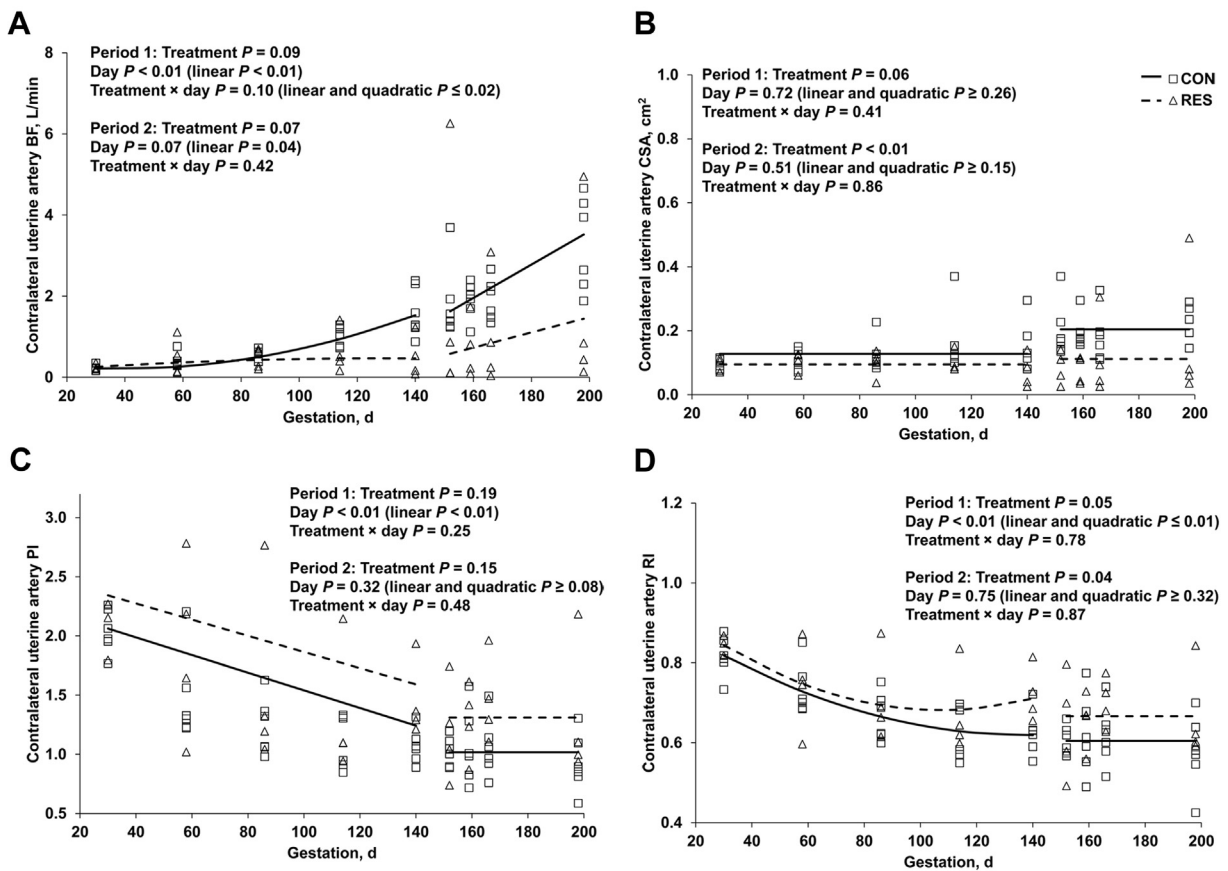 A
Contralateral uterine artery BF, L/min
Period 1: Treatment P = 0.09
Day P < 0.01 (linear P < 0.01)
Treatment × day P = 0.10 (linear and quadratic P ≤ 0.02)
Period 2: Treatment P = 0.07
Day P = 0.07 (linear P = 0.04)
Treatment × day P = 0.42
8
6
4
2
0
20 40 60 80 100 120 140 160 180 200
Gestation, d
B
Contralateral uterine artery CSA, cm²
Period 1: Treatment P = 0.06
Day P = 0.72 (linear and quadratic P ≥ 0.26)
Treatment × day P = 0.41
Period 2: Treatment P < 0.01
Day P = 0.51 (linear and quadratic P ≥ 0.15)
Treatment × day P = 0.86
CON
RES
1.0
0.8
0.6
0.4
0.2
0.0
20 40 60 80 100 120 140 160 180 200
Gestation, d
C
Contralateral uterine artery PI
Period 1: Treatment P = 0.19
Day P < 0.01 (linear P < 0.01)
Treatment × day P = 0.25
Period 2: Treatment P = 0.15
Day P = 0.32 (linear and quadratic P ≥ 0.08)
Treatment × day P = 0.48
3.0
2.5
2.0
1.5
1.0
0.5
20 40 60 80 100 120 140 160 180 200
Gestation, d
D
Contralateral uterine artery RI
Period 1: Treatment P = 0.05
Day P < 0.01 (linear and quadratic P ≤ 0.01)
Treatment × day P = 0.78
Period 2: Treatment P = 0.04
Day P = 0.75 (linear and quadratic P ≥ 0.32)
Treatment × day P = 0.87
1.2
1.0
0.8
0.6
0.4
20 40 60 80 100 120 140 160 180 200
Gestation, d